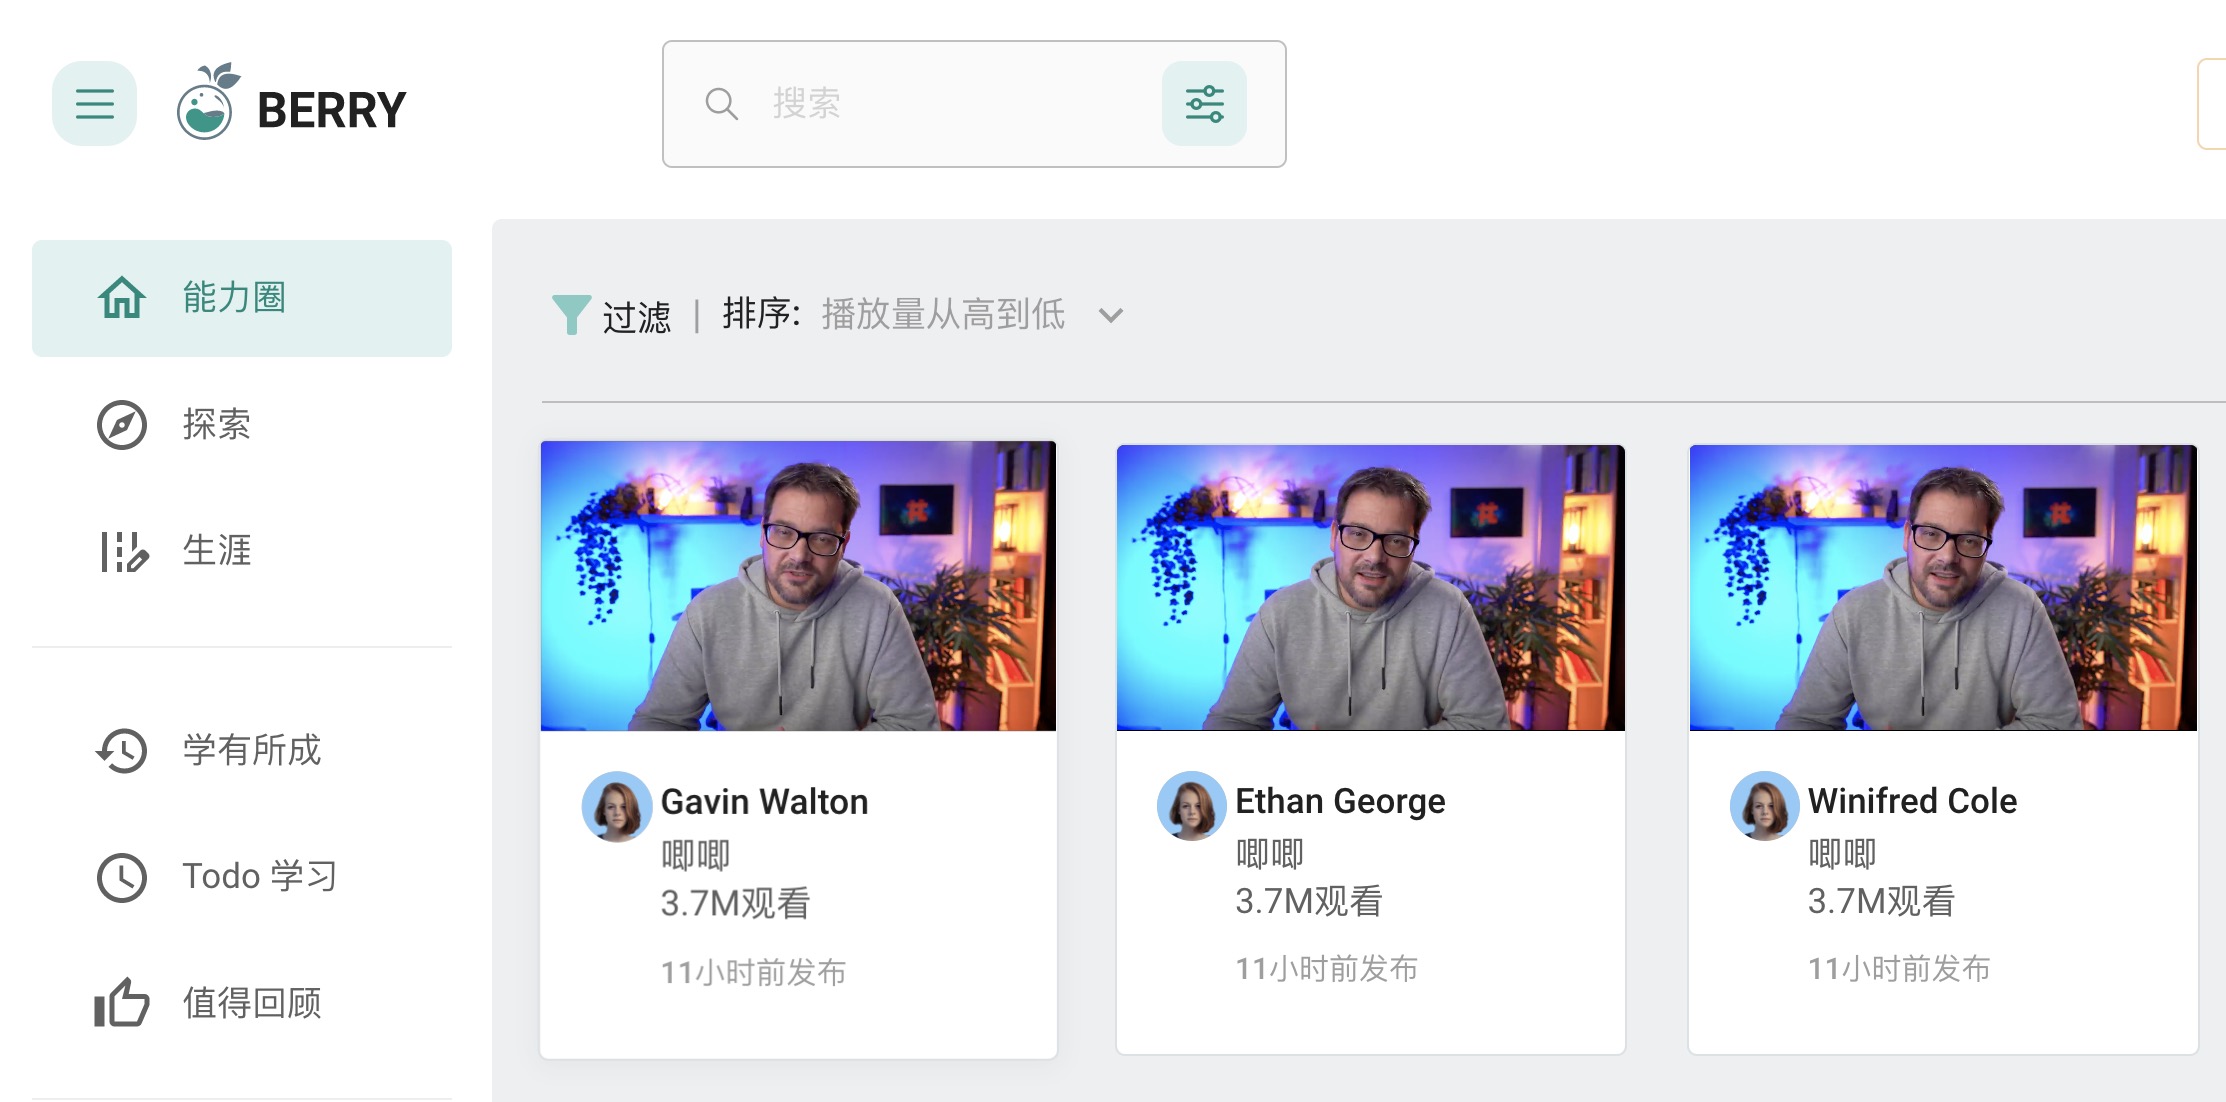 BERRY
搜索
能力圈
探索
生涯
学有所成
Todo 学习
值得回顾
过滤 | 排序: 播放量从高到低
Gavin Walton
唧唧
3.7M观看
11小时前发布
Ethan George
唧唧
3.7M观看
11小时前发布
Winifred Cole
唧唧
3.7M观看
11小时前发布